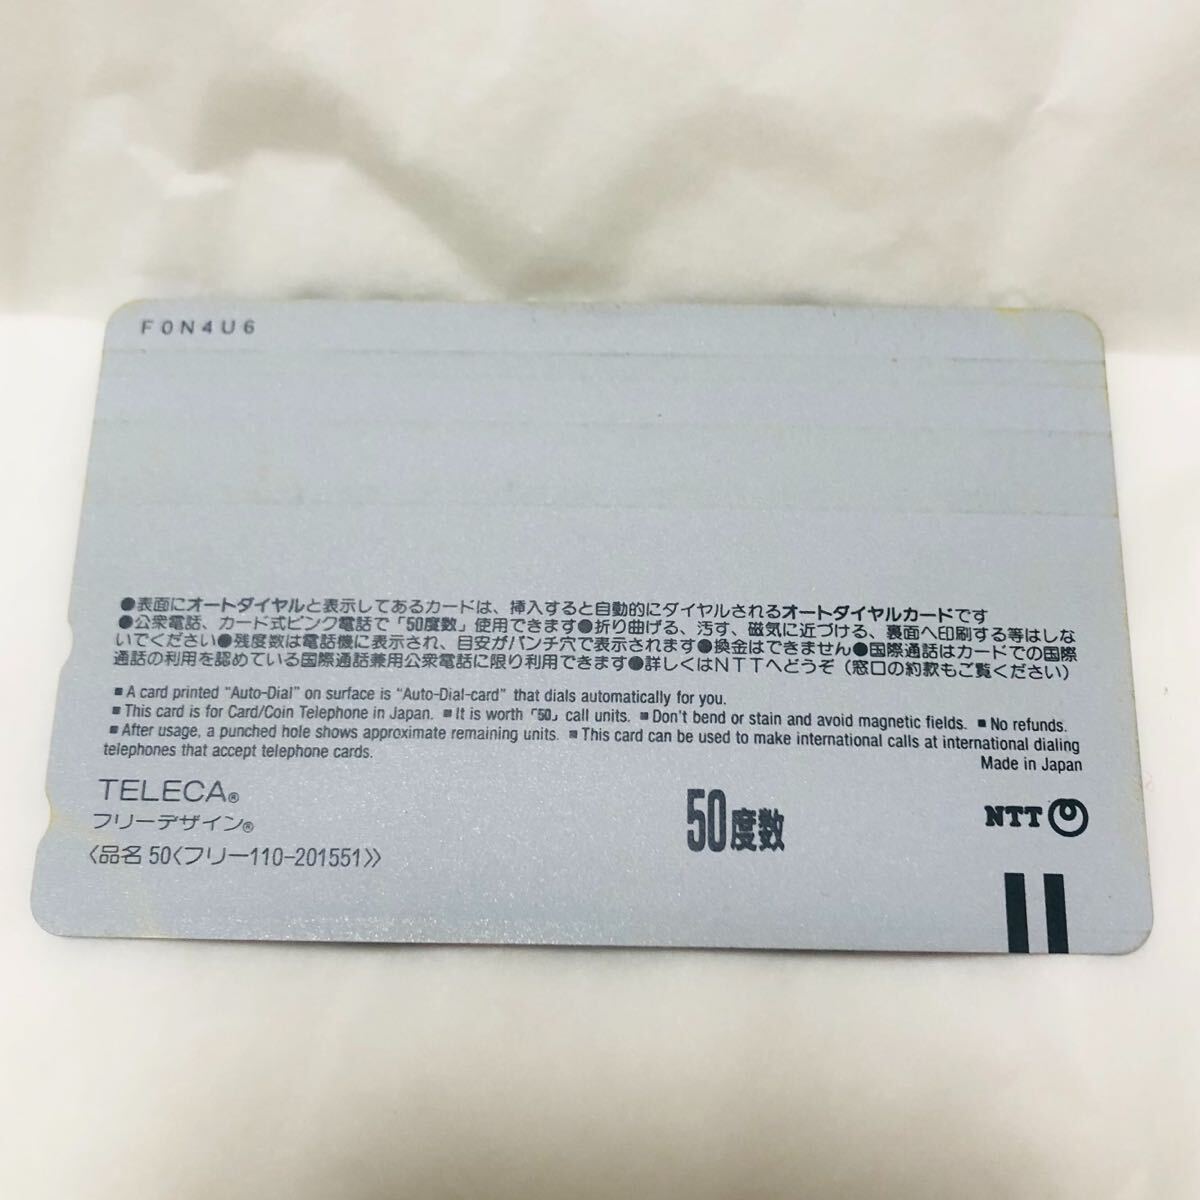 F0N4U6
●表面にオートダイヤルと表示してあるカードは、挿入すると自動的にダイヤルされるオートダイヤルカードです
●公衆電話、カード式ピンク電話で「50度数」使用できます●折り曲げる、汚す、磁気に近づける、裏面へ印刷する等はしな
いでください●残度数は電話機に表示され、目安がパンチ穴で表示されます●換金はできません●国際通話はカードでの国際
通話の利用を認めている国際通話兼用公衆電話に限り利用できます●詳しくはNTTへどうぞ(窓口の約款もご覧ください)
■A card printed “Auto-Dial” on surface is “Auto-Dial-card” that dials automatically for you.
■This card is for Card/Coin Telephone in Japan. ■It is worth「50」call units. ■Don't bend or stain and avoid magnetic fields. ■No refunds.
■After usage, a punched hole shows approximate remaining units. ■This card can be used to make international calls at international dialing
telephones that accept telephone cards.
Made in Japan
TELECA®
フリーデザイン®
〈品名 50〈フリー110-201551〉〉
50度数
NTT